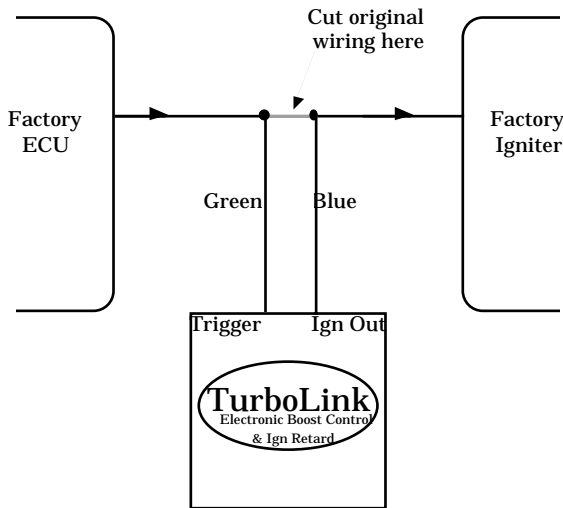 Cut original
wiring here
Factory
ECU
Factory
Igniter
Green
Blue
Trigger
Ign Out
TurboLink
Electronic Boost Control
& Ign Retard